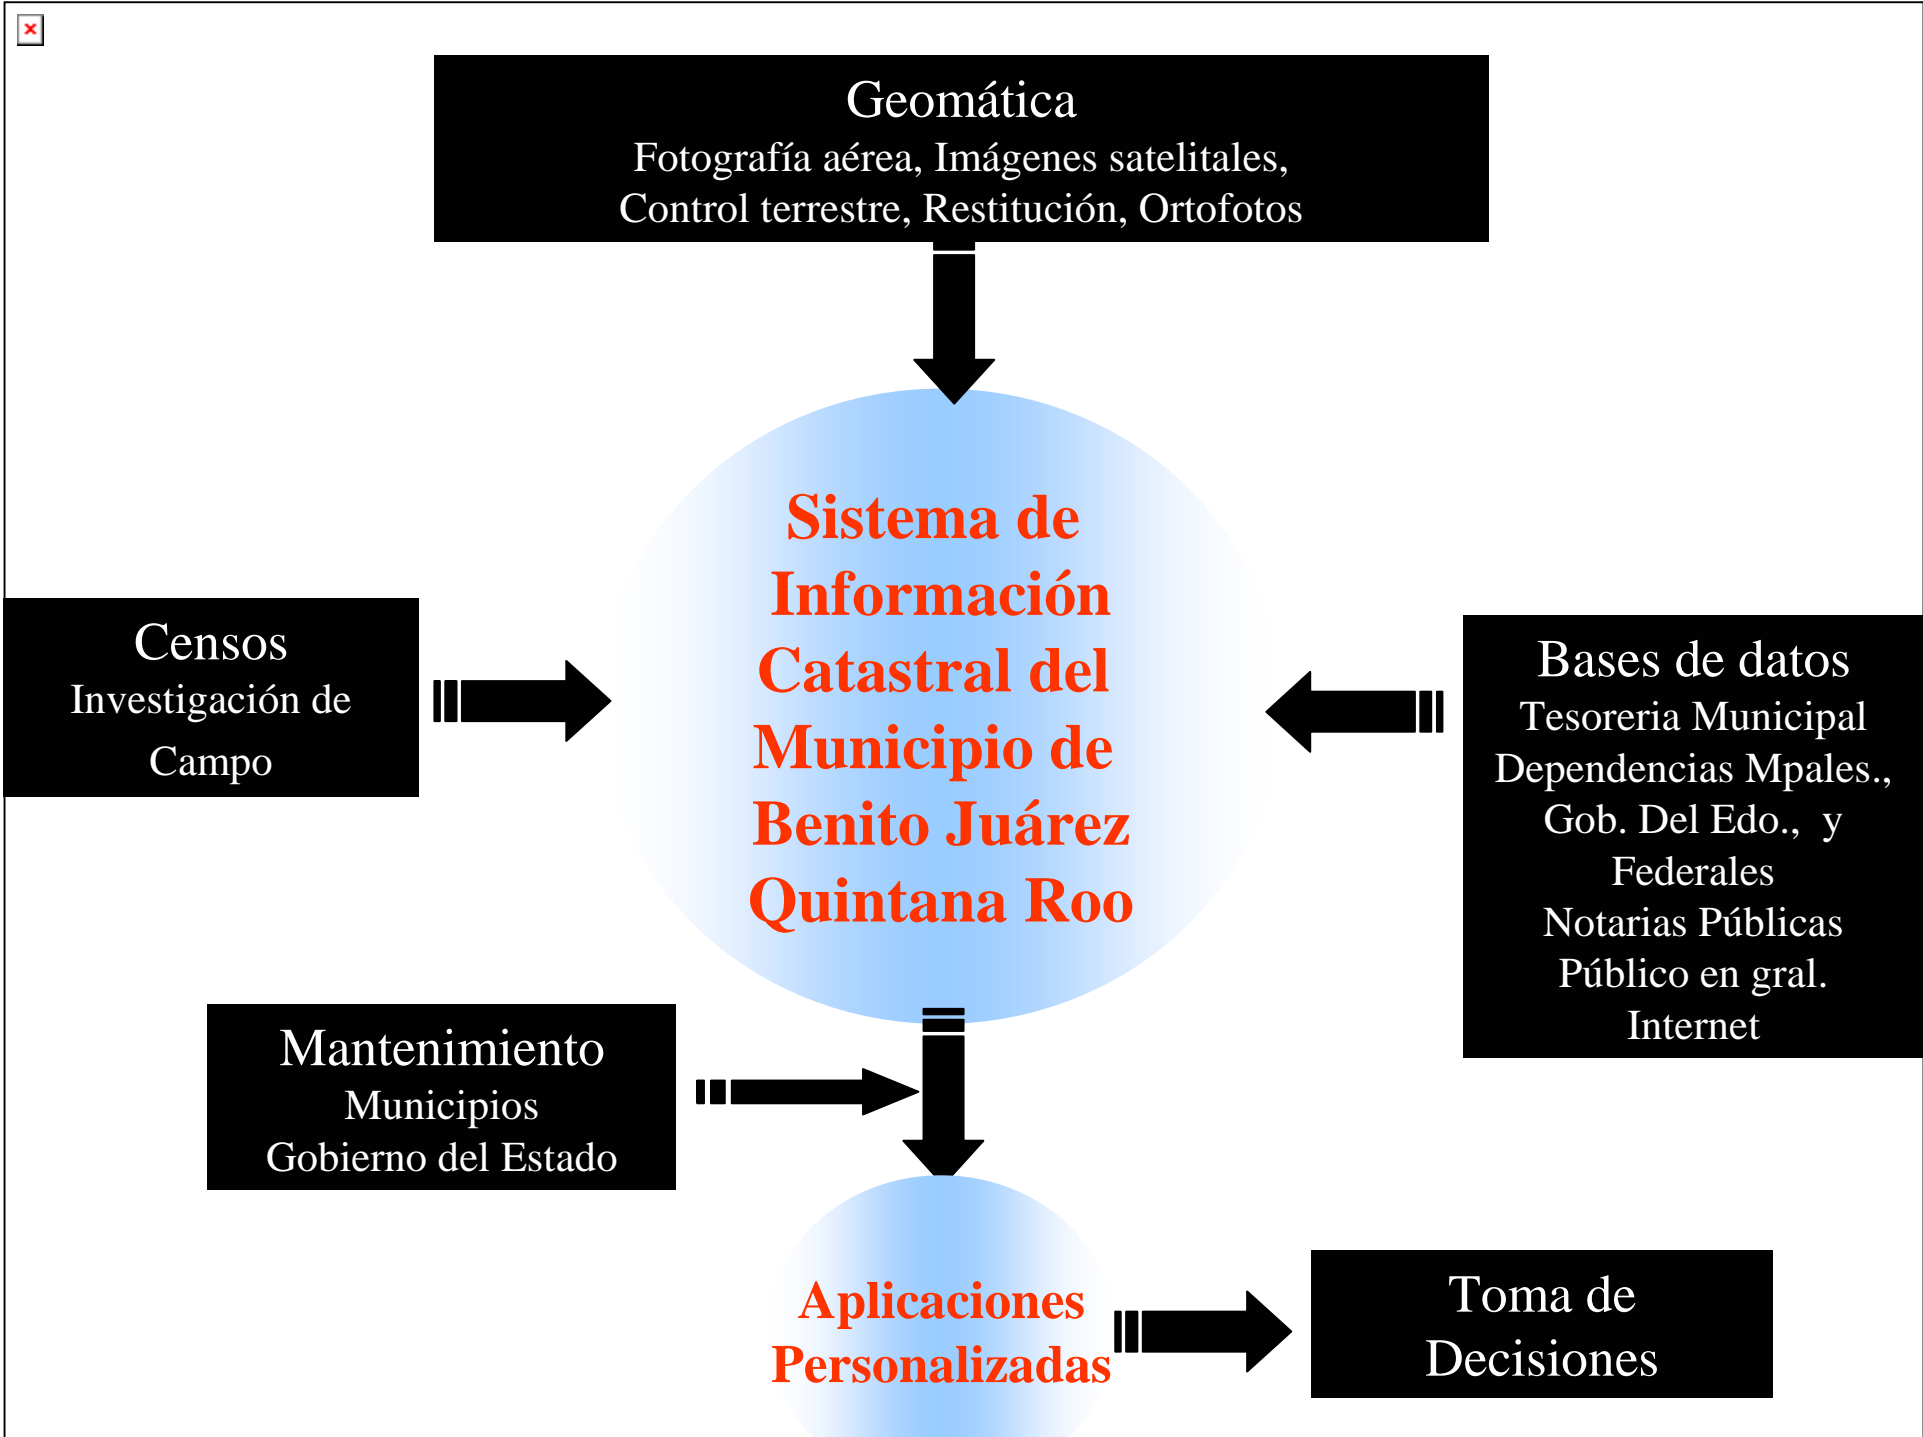 Geomática
Fotografía aérea, Imágenes satelitales,
Control terrestre, Restitución, Ortofotos
Sistema de
Información
Catastral del
Municipio de
Benito Juárez
Quintana Roo
Censos
Investigación de
Campo
Bases de datos
Tesoreria Municipal
Dependencias Mpales.,
Gob. Del Edo., y
Federales
Notarias Públicas
Público en gral.
Internet
Mantenimiento
Municipios
Gobierno del Estado
Aplicaciones
Personalizadas
Toma de
Decisiones